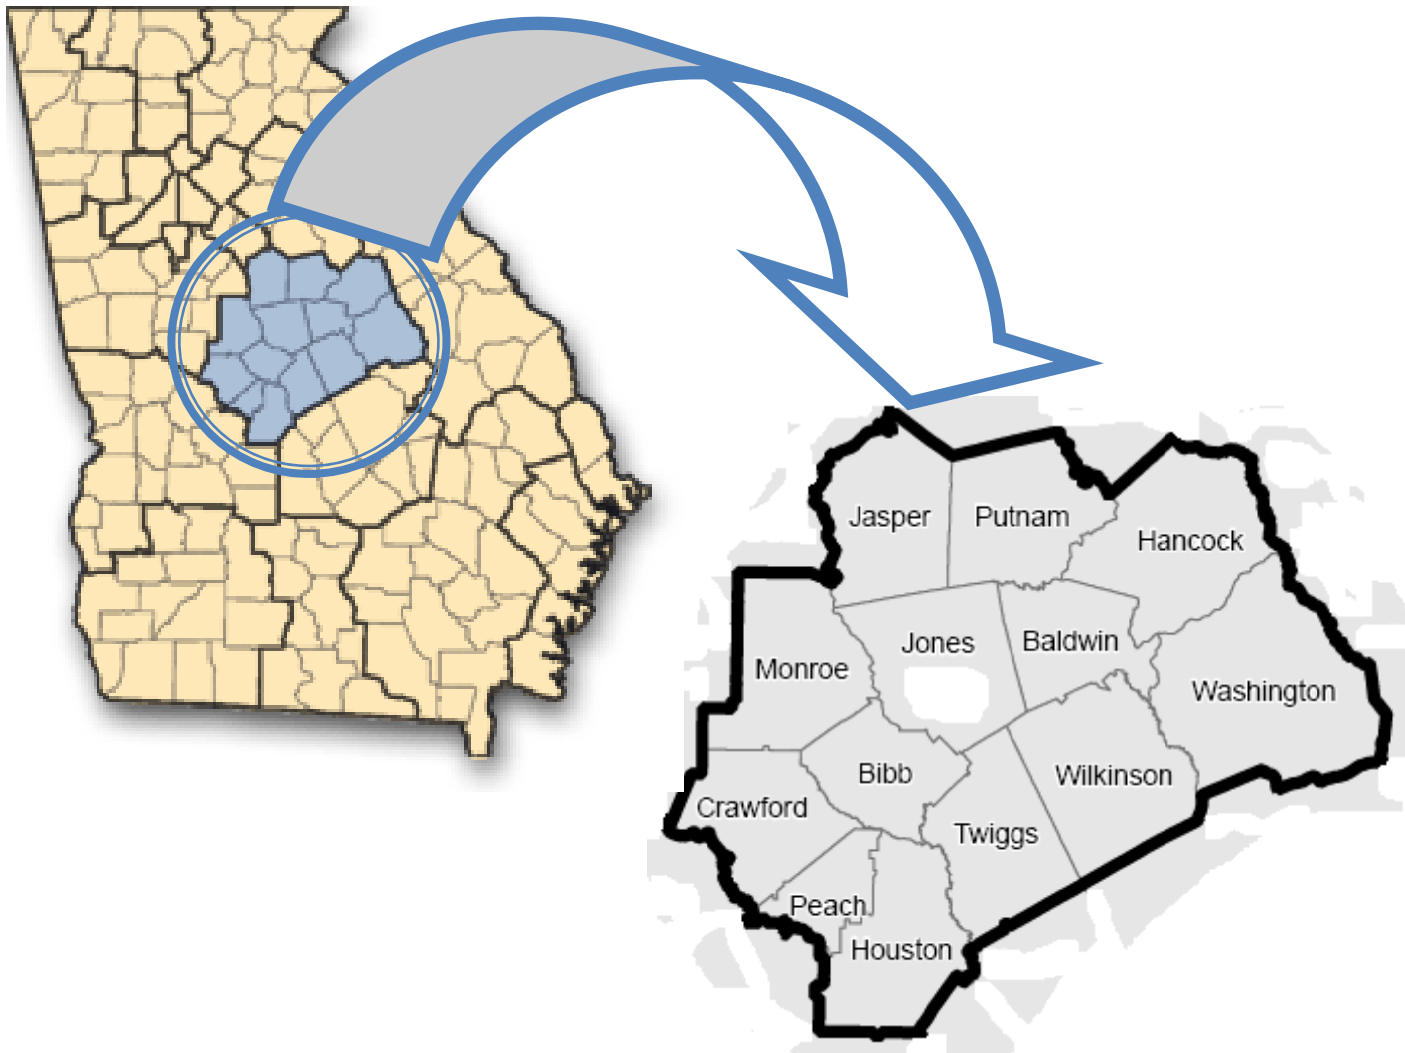 Jasper
Putnam
Hancock
Jones
Baldwin
Monroe
Washington
Bibb
Wilkinson
Crawford
Twiggs
Peach
Houston